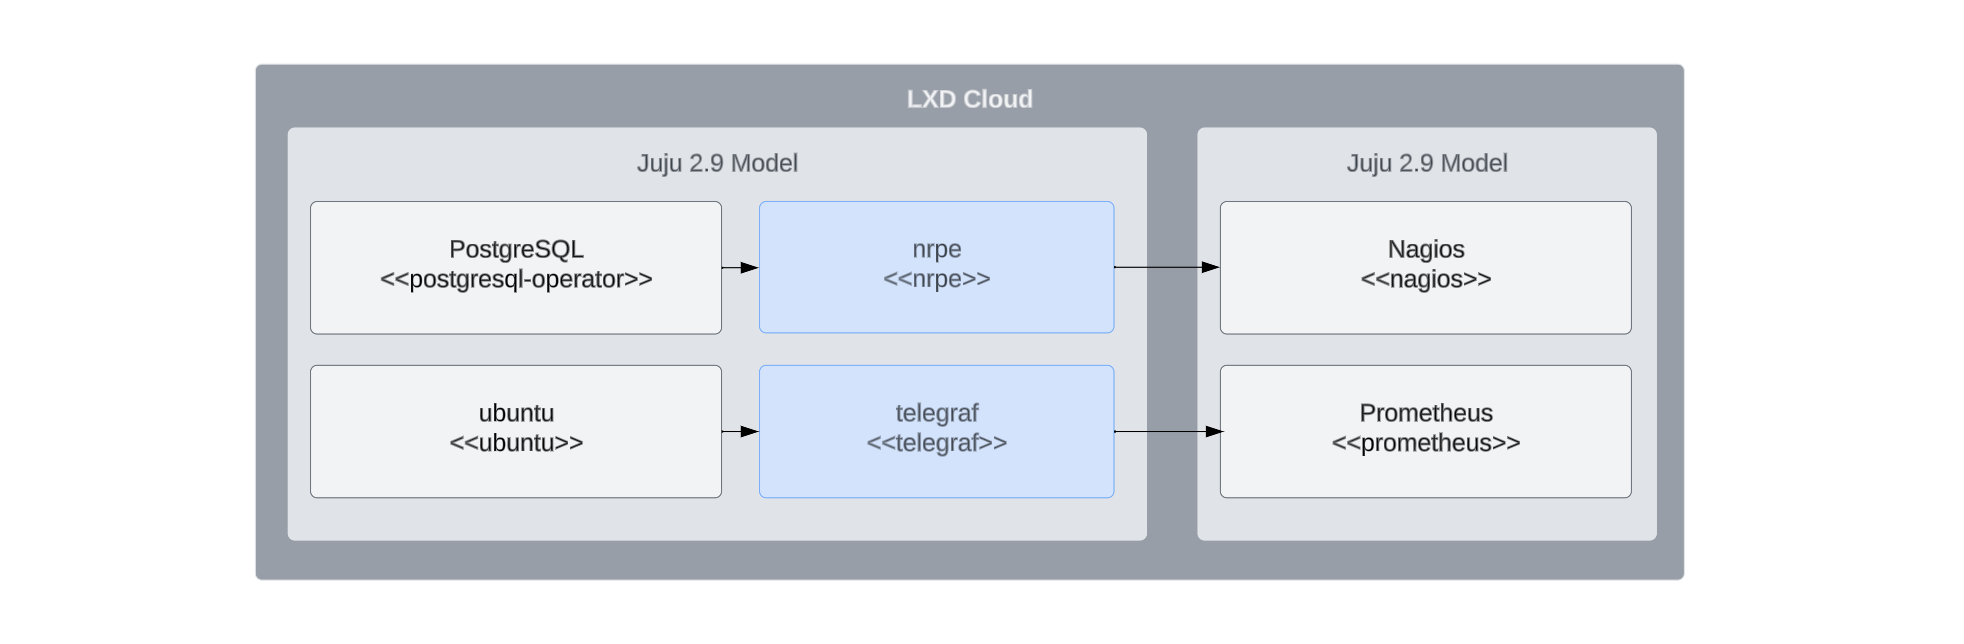 LXD Cloud
Juju 2.9 Model
PostgreSQL
<<postgresql-operator>>
nrpe
<<nrpe>>
ubuntu
<<ubuntu>>
telegraf
<<telegraf>>
Juju 2.9 Model
Nagios
<<nagios>>
Prometheus
<<prometheus>>